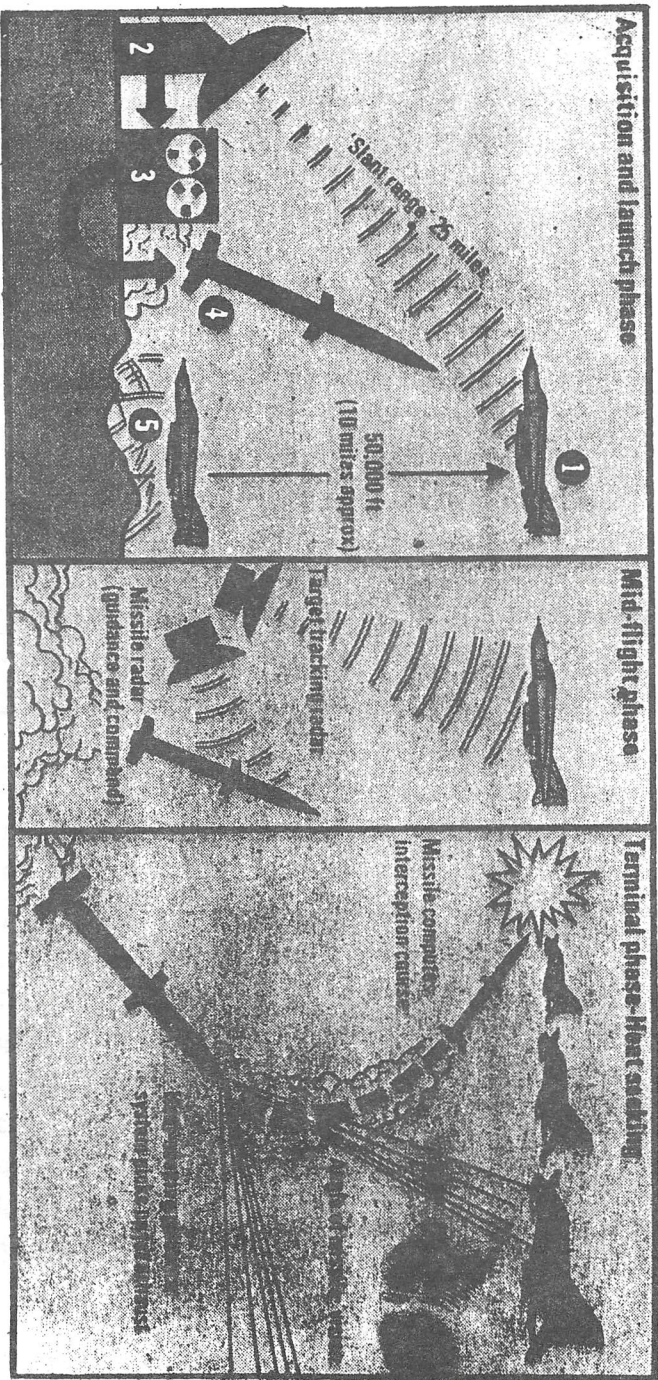 Acquisition and launch phase
1
2
3
4
5
Slant range - 25 miles
50,000 ft
(10 miles approx)
Mid-flight phase
Target tracking radar
Missile radar
(guidance and command)
Terminal phase-Heat seeking
Missile computes
interception course